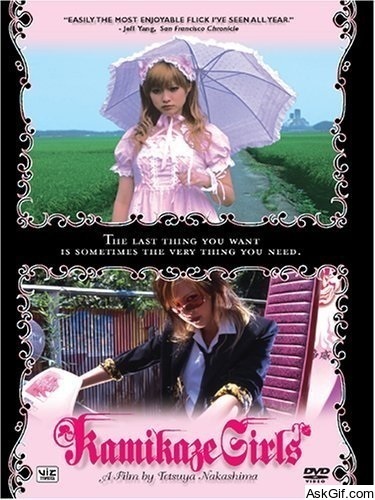 "EASILY THE MOST ENJOYABLE FLICK I'VE SEEN ALL YEAR."
- Jeff Yang, San Francisco Chronicle
THE LAST THING YOU WANT
IS SOMETIMES THE VERY THING YOU NEED.
Kamikaze Girls
A Film by Tetsuya Nakashima
VIZ
DVD
VIDEO
AskGif.com